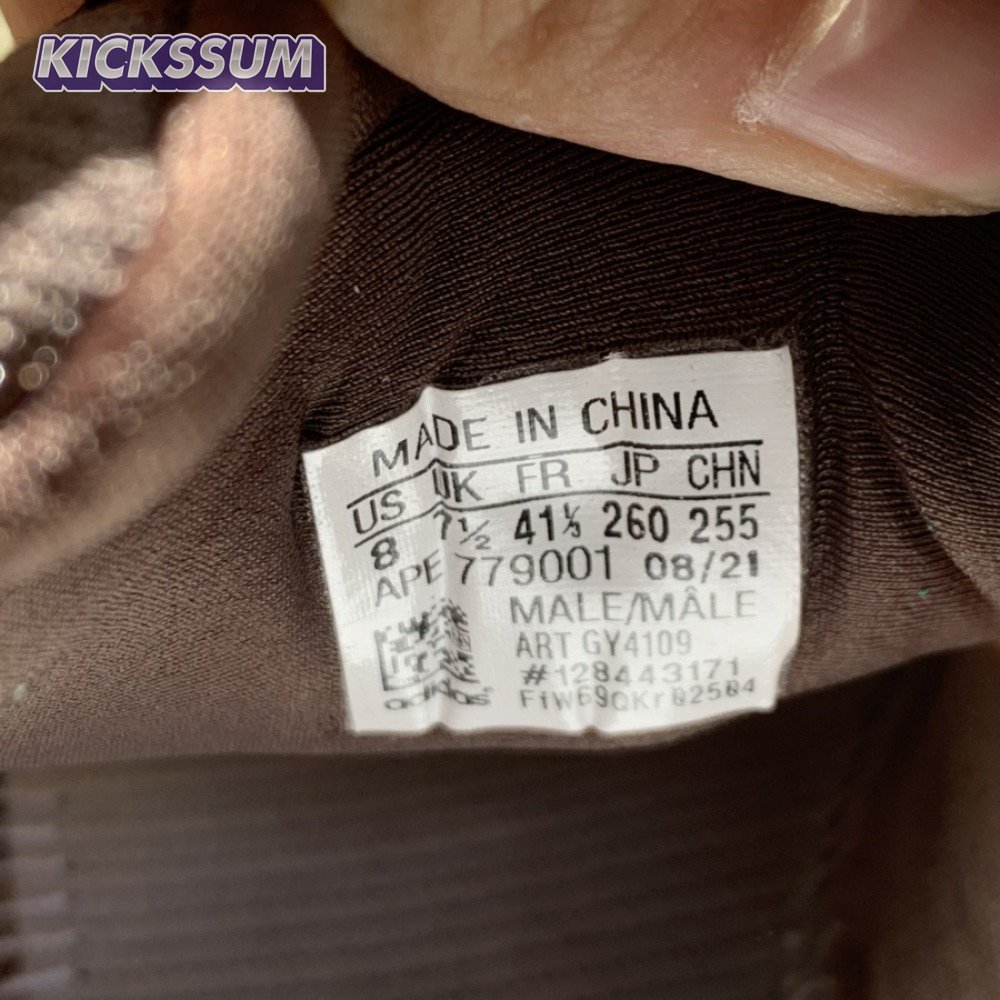 KICKSSUM
MADE IN CHINA
US UK FR JP CHN
8 7½ 41⅓ 260 255
APE 779001 08/21
MALE/MÂLE
ART GY4109
#128443171
adidas.